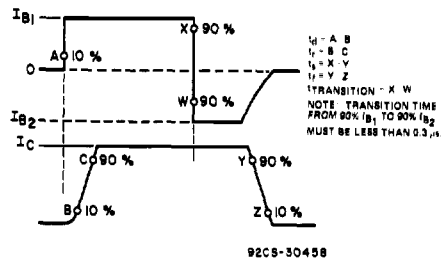 IB1
X 90 %
A 10 %
O
W 90 %
IB2
IC
C 90 %
Y 90 %
B 10 %
Z 10 %
td = A B
tr = B C
ts = X - Y
tf = Y Z
tTRANSITION = X W
NOTE: TRANSITION TIME
FROM 90% IB1 TO 90% IB2
MUST BE LESS THAN 0.3 µs.
92CS-30458